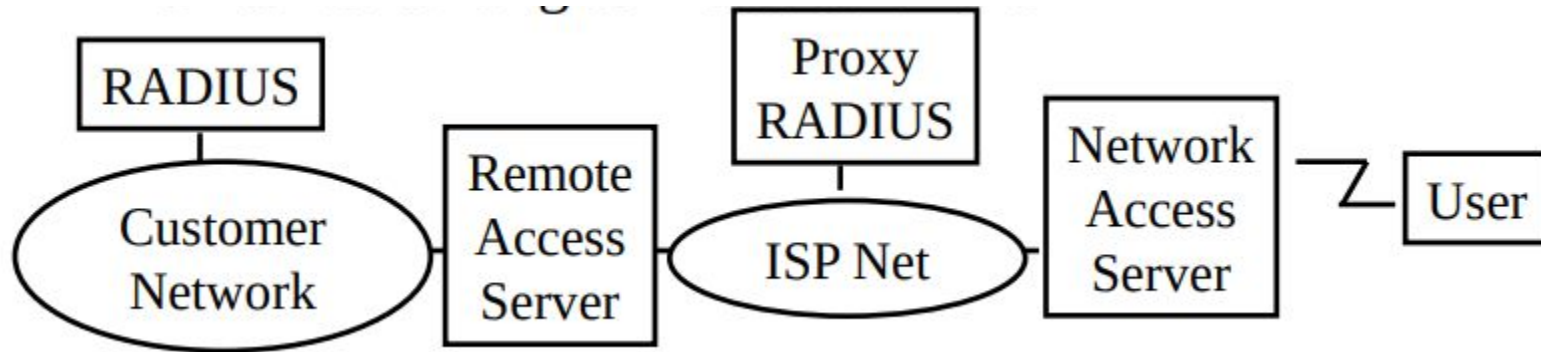 RADIUS
Customer
Network
Remote
Access
Server
Proxy
RADIUS
ISP Net
Network
Access
Server
User